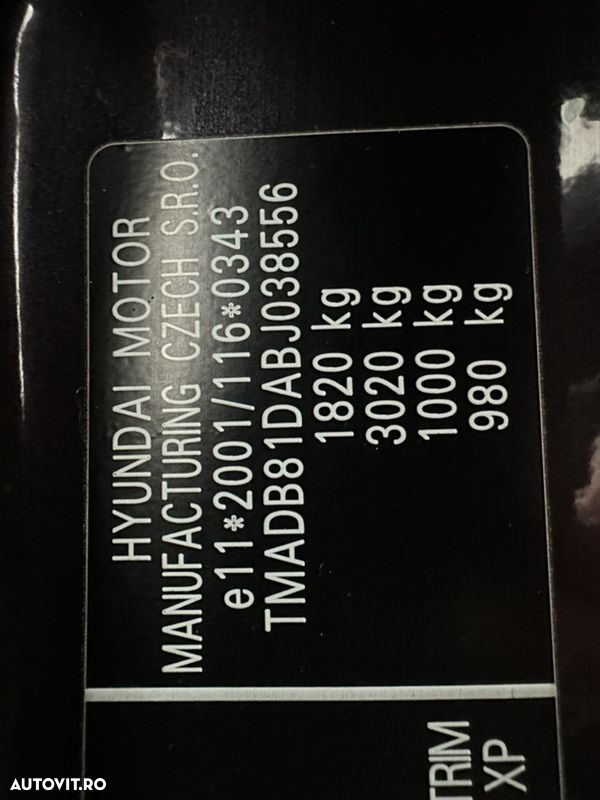 HYUNDAI MOTOR
MANUFACTURING CZECH S.R.O.
e11*2001/116*0343
TMADB81DABJ038556
1820 kg
3020 kg
1000 kg
980 kg
TRIM
XP
AUTOVIT.RO